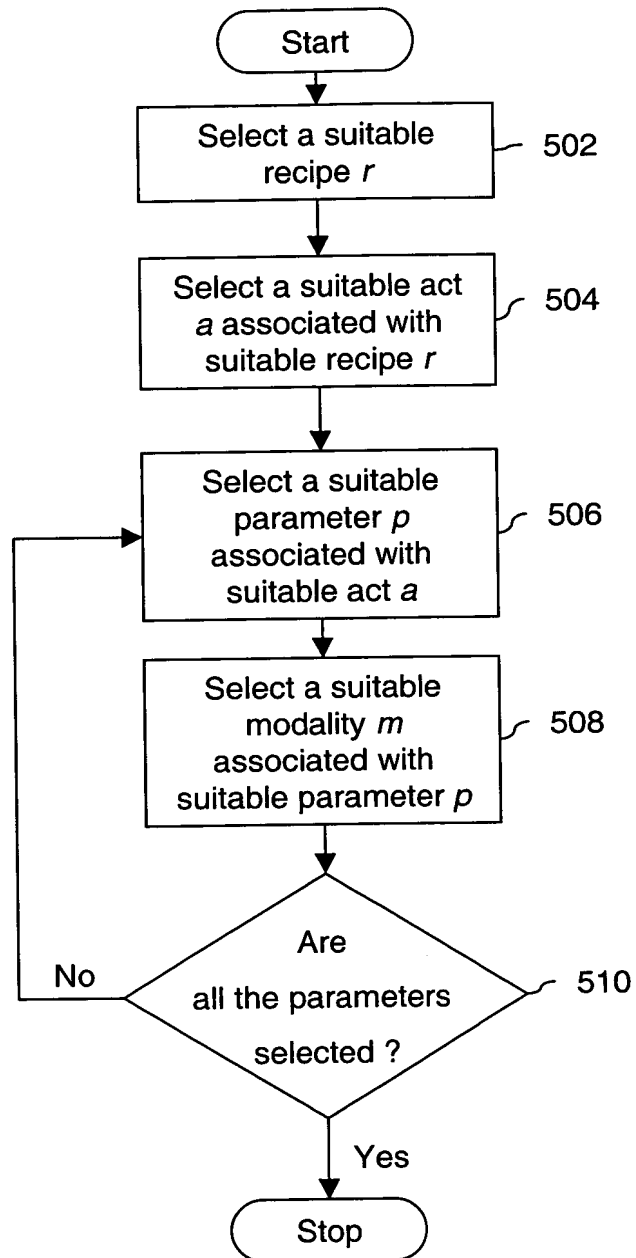 Start
Select a suitable
recipe r
502
Select a suitable act
a associated with
suitable recipe r
504
Select a suitable
parameter p
associated with
suitable act a
506
Select a suitable
modality m
associated with
suitable parameter p
508
Are
all the parameters
selected ?
510
No
Yes
Stop